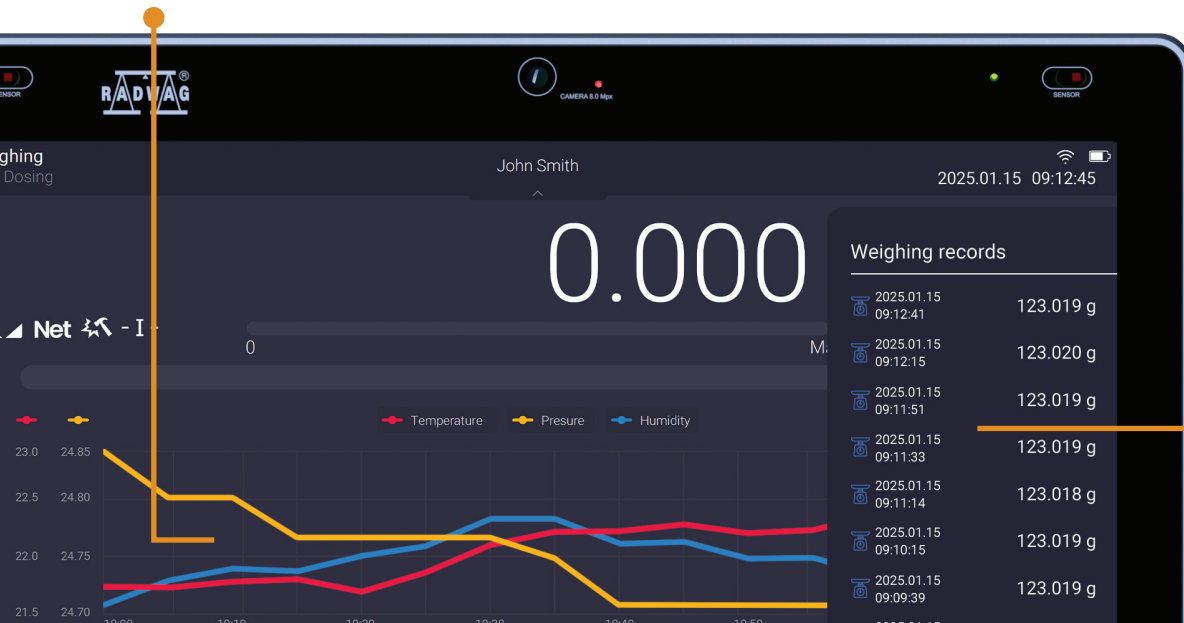 SENSOR
RADWAG®
CAMERA 8.0 Mpx
SENSOR
Dosing
John Smith
2025.01.15 09:12:45
0.000
Net
- I -
0
Weighing records
2025.01.15
09:12:41
123.019 g
2025.01.15
09:12:15
123.020 g
2025.01.15
09:11:51
123.019 g
2025.01.15
09:11:33
123.019 g
2025.01.15
09:11:14
123.018 g
2025.01.15
09:10:15
123.019 g
2025.01.15
09:09:39
123.019 g
Temperature
Presure
Humidity
23.0 24.85
22.5 24.80
22.0 24.75
21.5 24.70